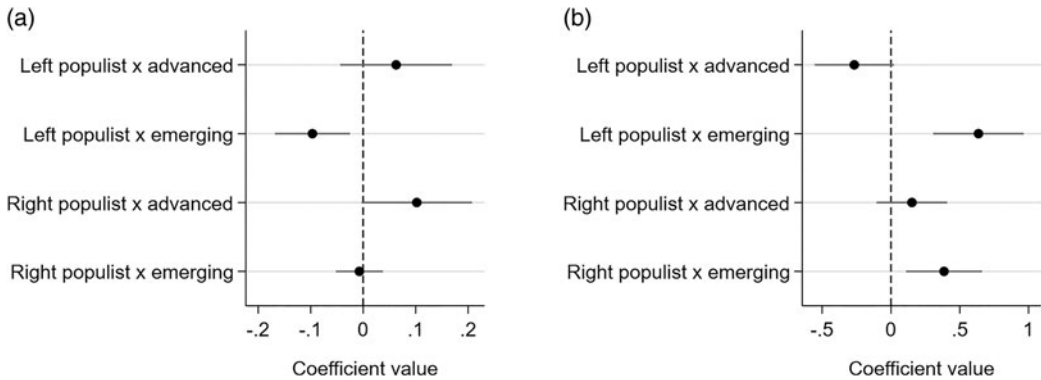 (a)
Left populist x advanced
Left populist x emerging
Right populist x advanced
Right populist x emerging
-.2 -.1 0 .1 .2
Coefficient value
(b)
Left populist x advanced
Left populist x emerging
Right populist x advanced
Right populist x emerging
-.5 0 .5 1
Coefficient value